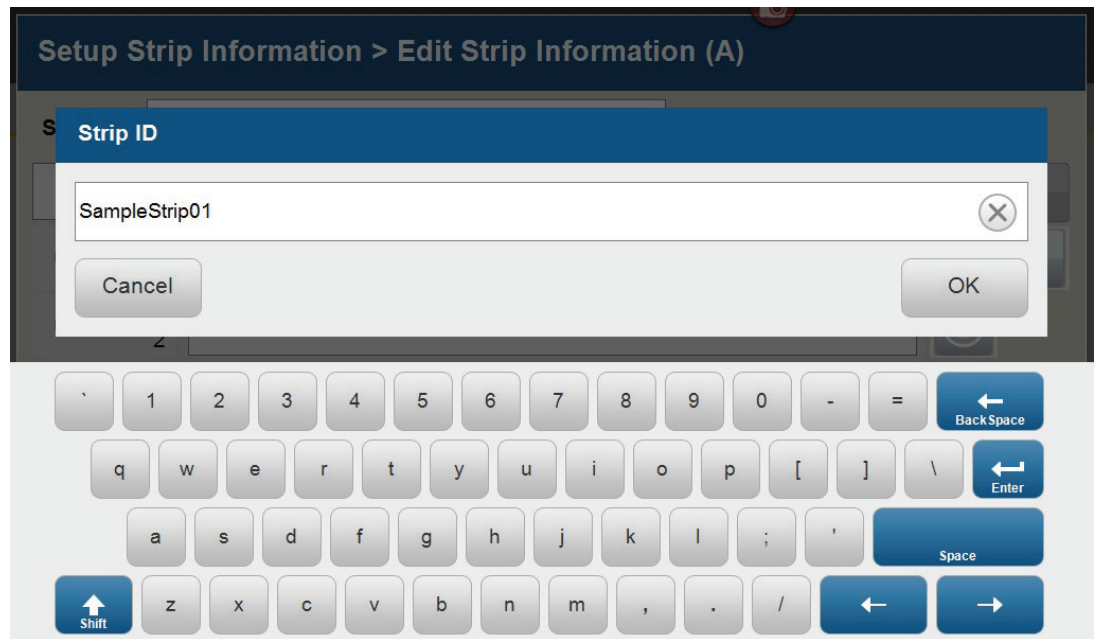 Setup Strip Information > Edit Strip Information (A)
S
Strip ID
SampleStrip01
Cancel OK
2
` 1 2 3 4 5 6 7 8 9 0 - = BackSpace
q w e r t y u i o p [ ] \ Enter
a s d f g h j k l ; ' Space
Shift z x c v b n m , . /